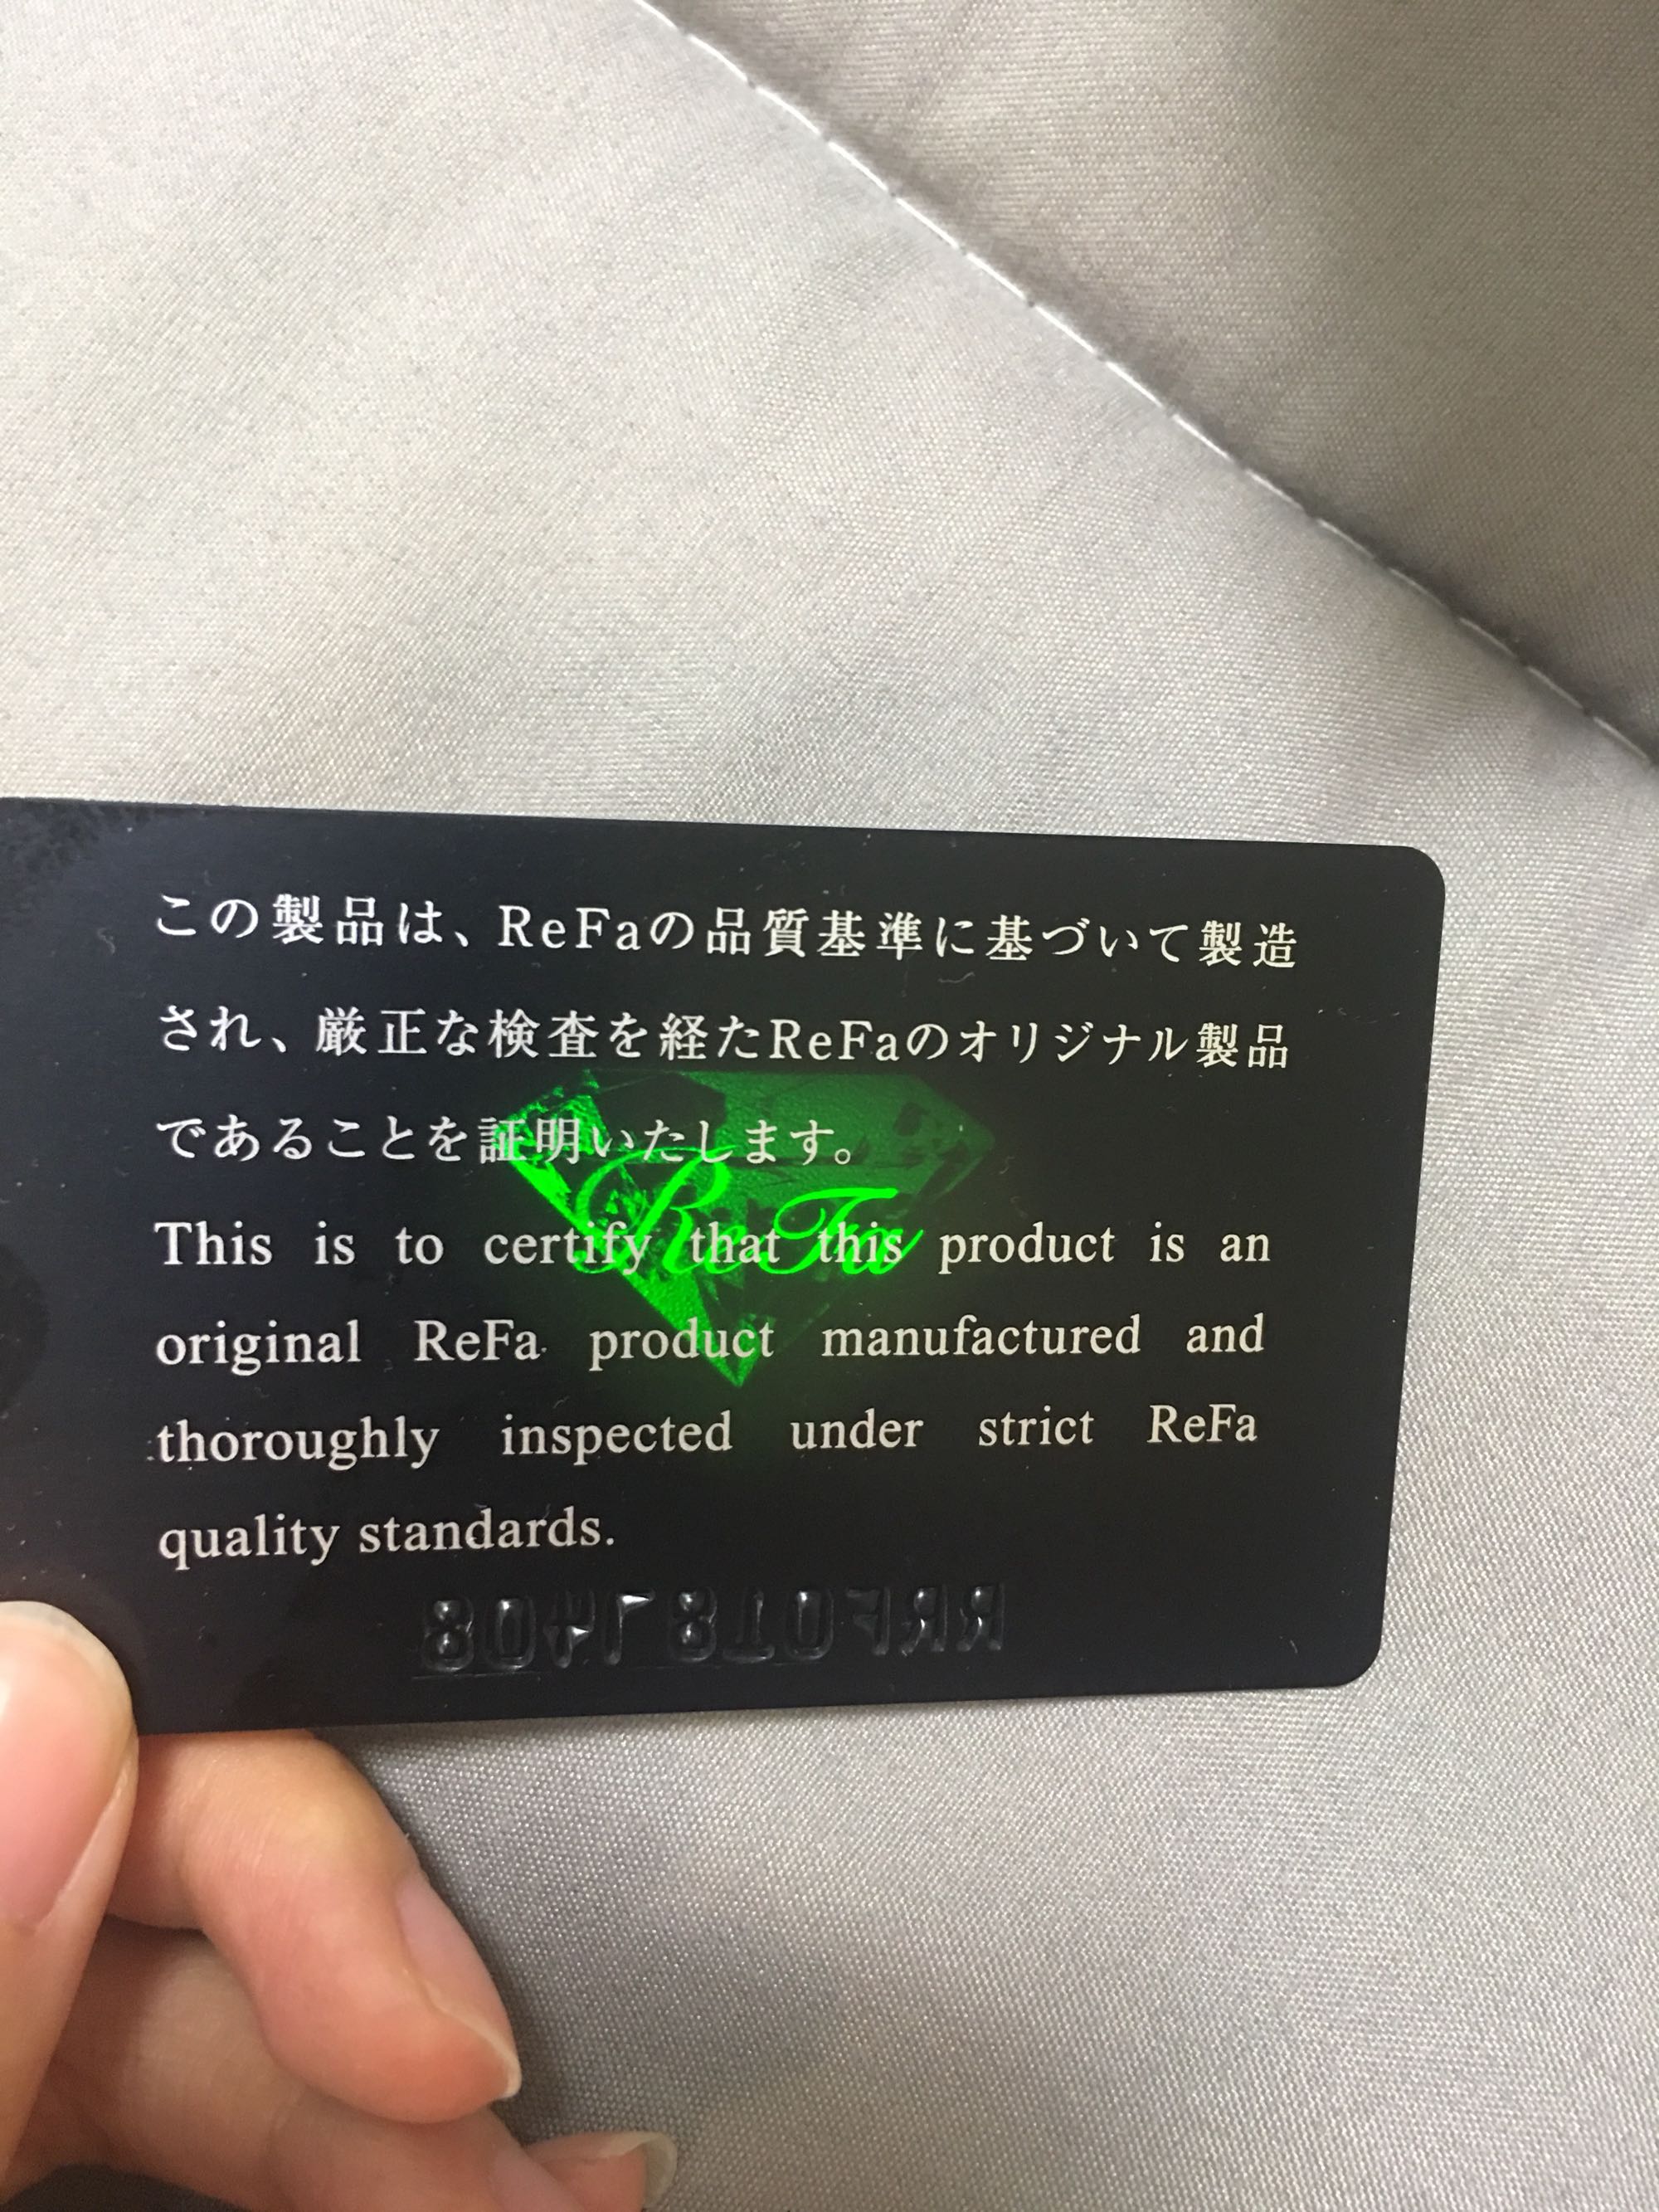 この製品は、ReFaの品質基準に基づいて製造
され、厳正な検査を経たReFaのオリジナル製品
であることを証明いたします。
ReFa
This is to certify that this product is an
original ReFa product manufactured and
thoroughly inspected under strict ReFa
quality standards.